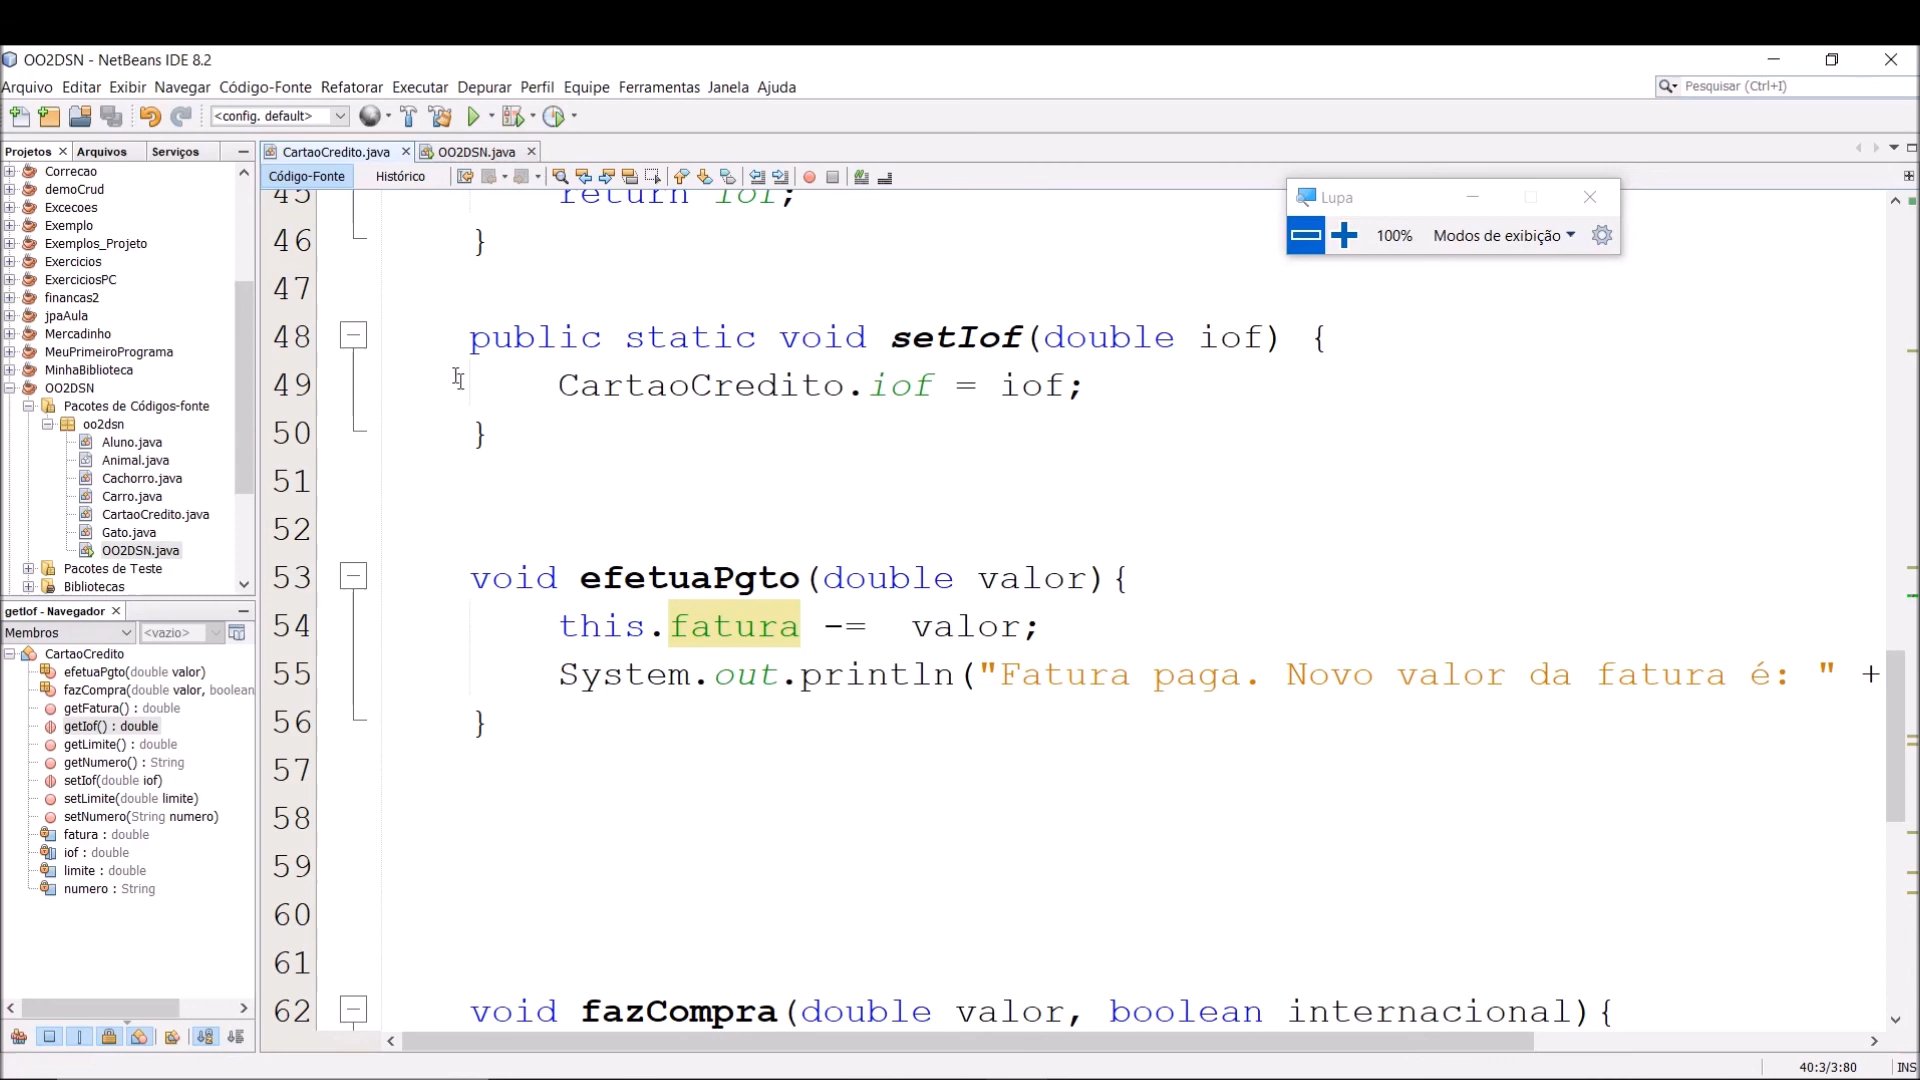 OO2DSN - NetBeans IDE 8.2
Arquivo Editar Exibir Navegar Código-Fonte Refatorar Executar Depurar Perfil Equipe Ferramentas Janela Ajuda
Pesquisar (Ctrl+I)
<config. default>
Projetos Arquivos Serviços
CartaoCredito.java OO2DSN.java
Código-Fonte Histórico
Correcao
demoCrud
Excecoes
Exemplo
Exemplos_Projeto
Exercicios
ExerciciosPC
financas2
jpaAula
Mercadinho
MeuPrimeiroPrograma
MinhaBiblioteca
OO2DSN
Pacotes de Códigos-fonte
oo2dsn
Aluno.java
Animal.java
Cachorro.java
Carro.java
CartaoCredito.java
Gato.java
OO2DSN.java
Pacotes de Teste
Bibliotecas
getIof - Navegador
Membros <vazio>
CartaoCredito
efetuaPgto(double valor)
fazCompra(double valor, boolean
getFatura() : double
getIof() : double
getLimite() : double
getNumero() : String
setIof(double iof)
setLimite(double limite)
setNumero(String numero)
fatura : double
iof : double
limite : double
numero : String
45 return iof;
46 }
47
48 public static void setIof(double iof) {
49 CartaoCredito.iof = iof;
50 }
51
52
53 void efetuaPgto(double valor){
54 this.fatura -= valor;
55 System.out.println("Fatura paga. Novo valor da fatura é: " +
56 }
57
58
59
60
61
62 void fazCompra(double valor, boolean internacional){
Lupa
100% Modos de exibição
40:3/3:80 INS